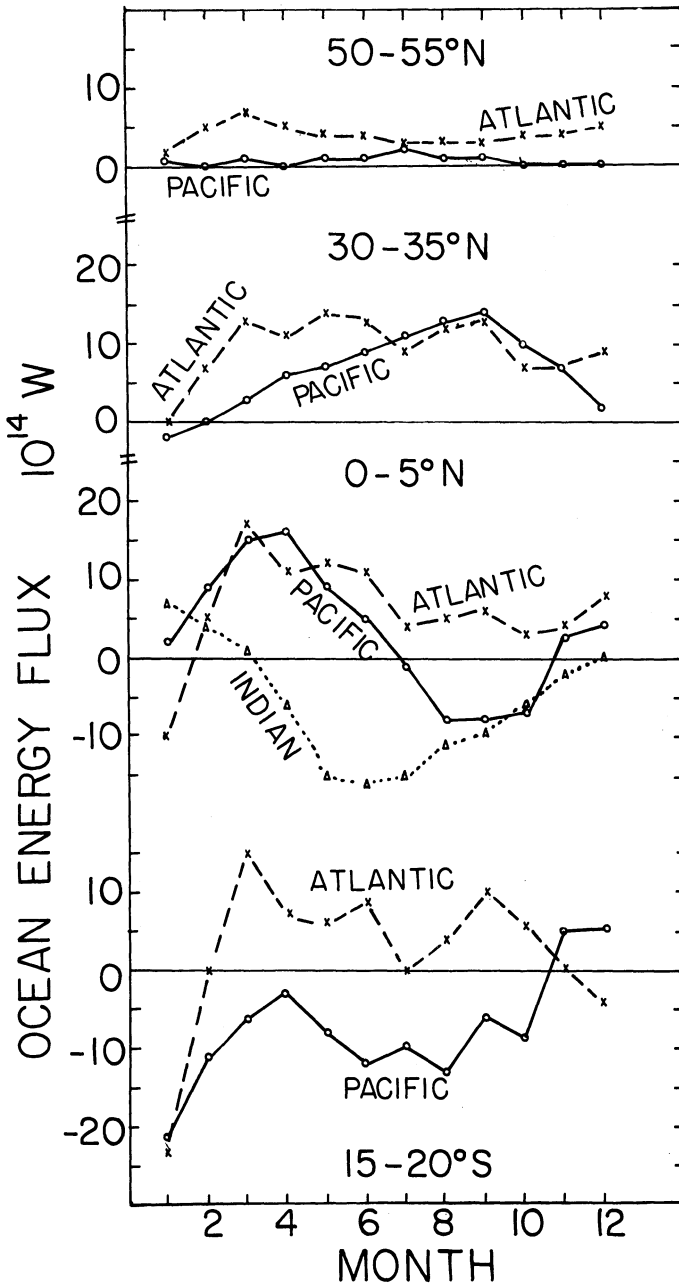 50-55°N
10
ATLANTIC
0
PACIFIC
30-35°N
20
ATLANTIC
10
PACIFIC
0
0-5°N
20
10
ATLANTIC
PACIFIC
0
INDIAN
-10
ATLANTIC
10
0
-10
PACIFIC
-20
15-20°S
2 4 6 8 10 12
MONTH
OCEAN ENERGY FLUX 10¹⁴ W